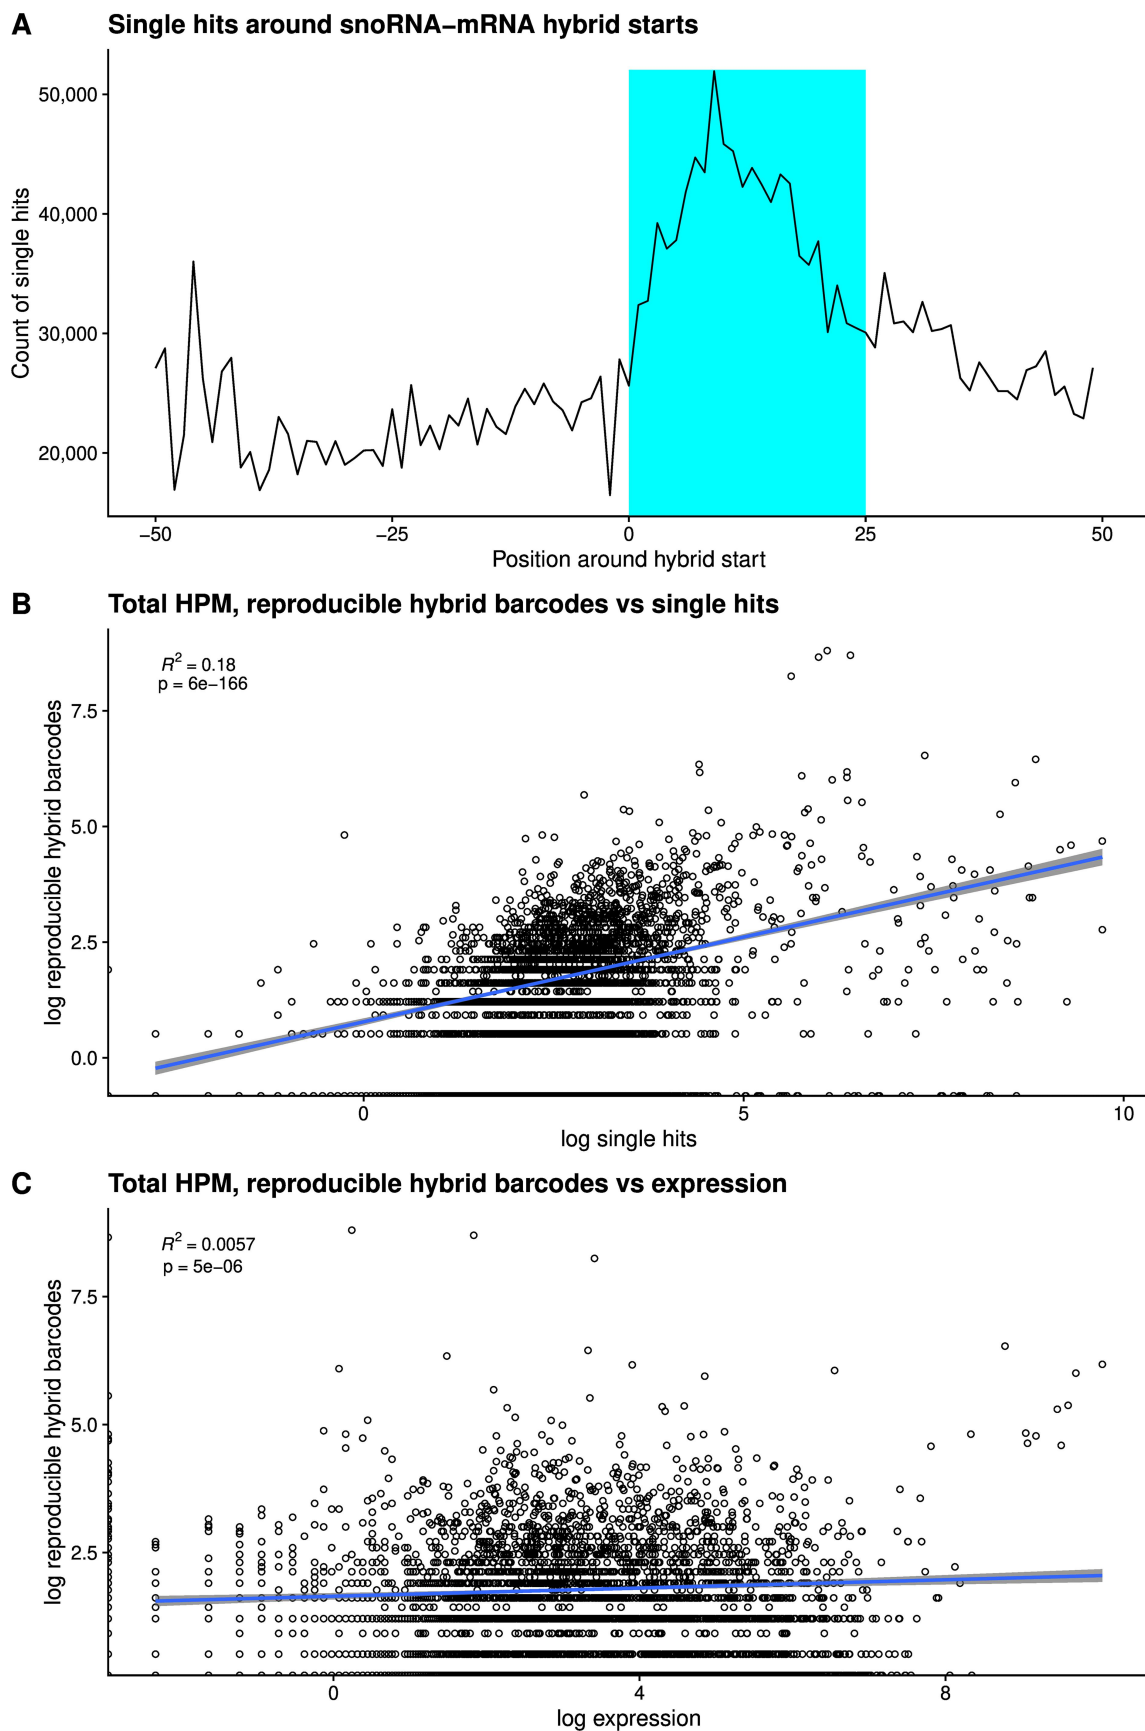 A Single hits around snoRNA−mRNA hybrid starts
50,000
40,000
30,000
20,000
Count of single hits
−50 −25 0 25 50
Position around hybrid start
B Total HPM, reproducible hybrid barcodes vs single hits
R² = 0.18
p = 6e−166
7.5
5.0
2.5
0.0
log reproducible hybrid barcodes
0 5 10
log single hits
C Total HPM, reproducible hybrid barcodes vs expression
R² = 0.0057
p = 5e−06
7.5
5.0
2.5
log reproducible hybrid barcodes
0 4 8
log expression